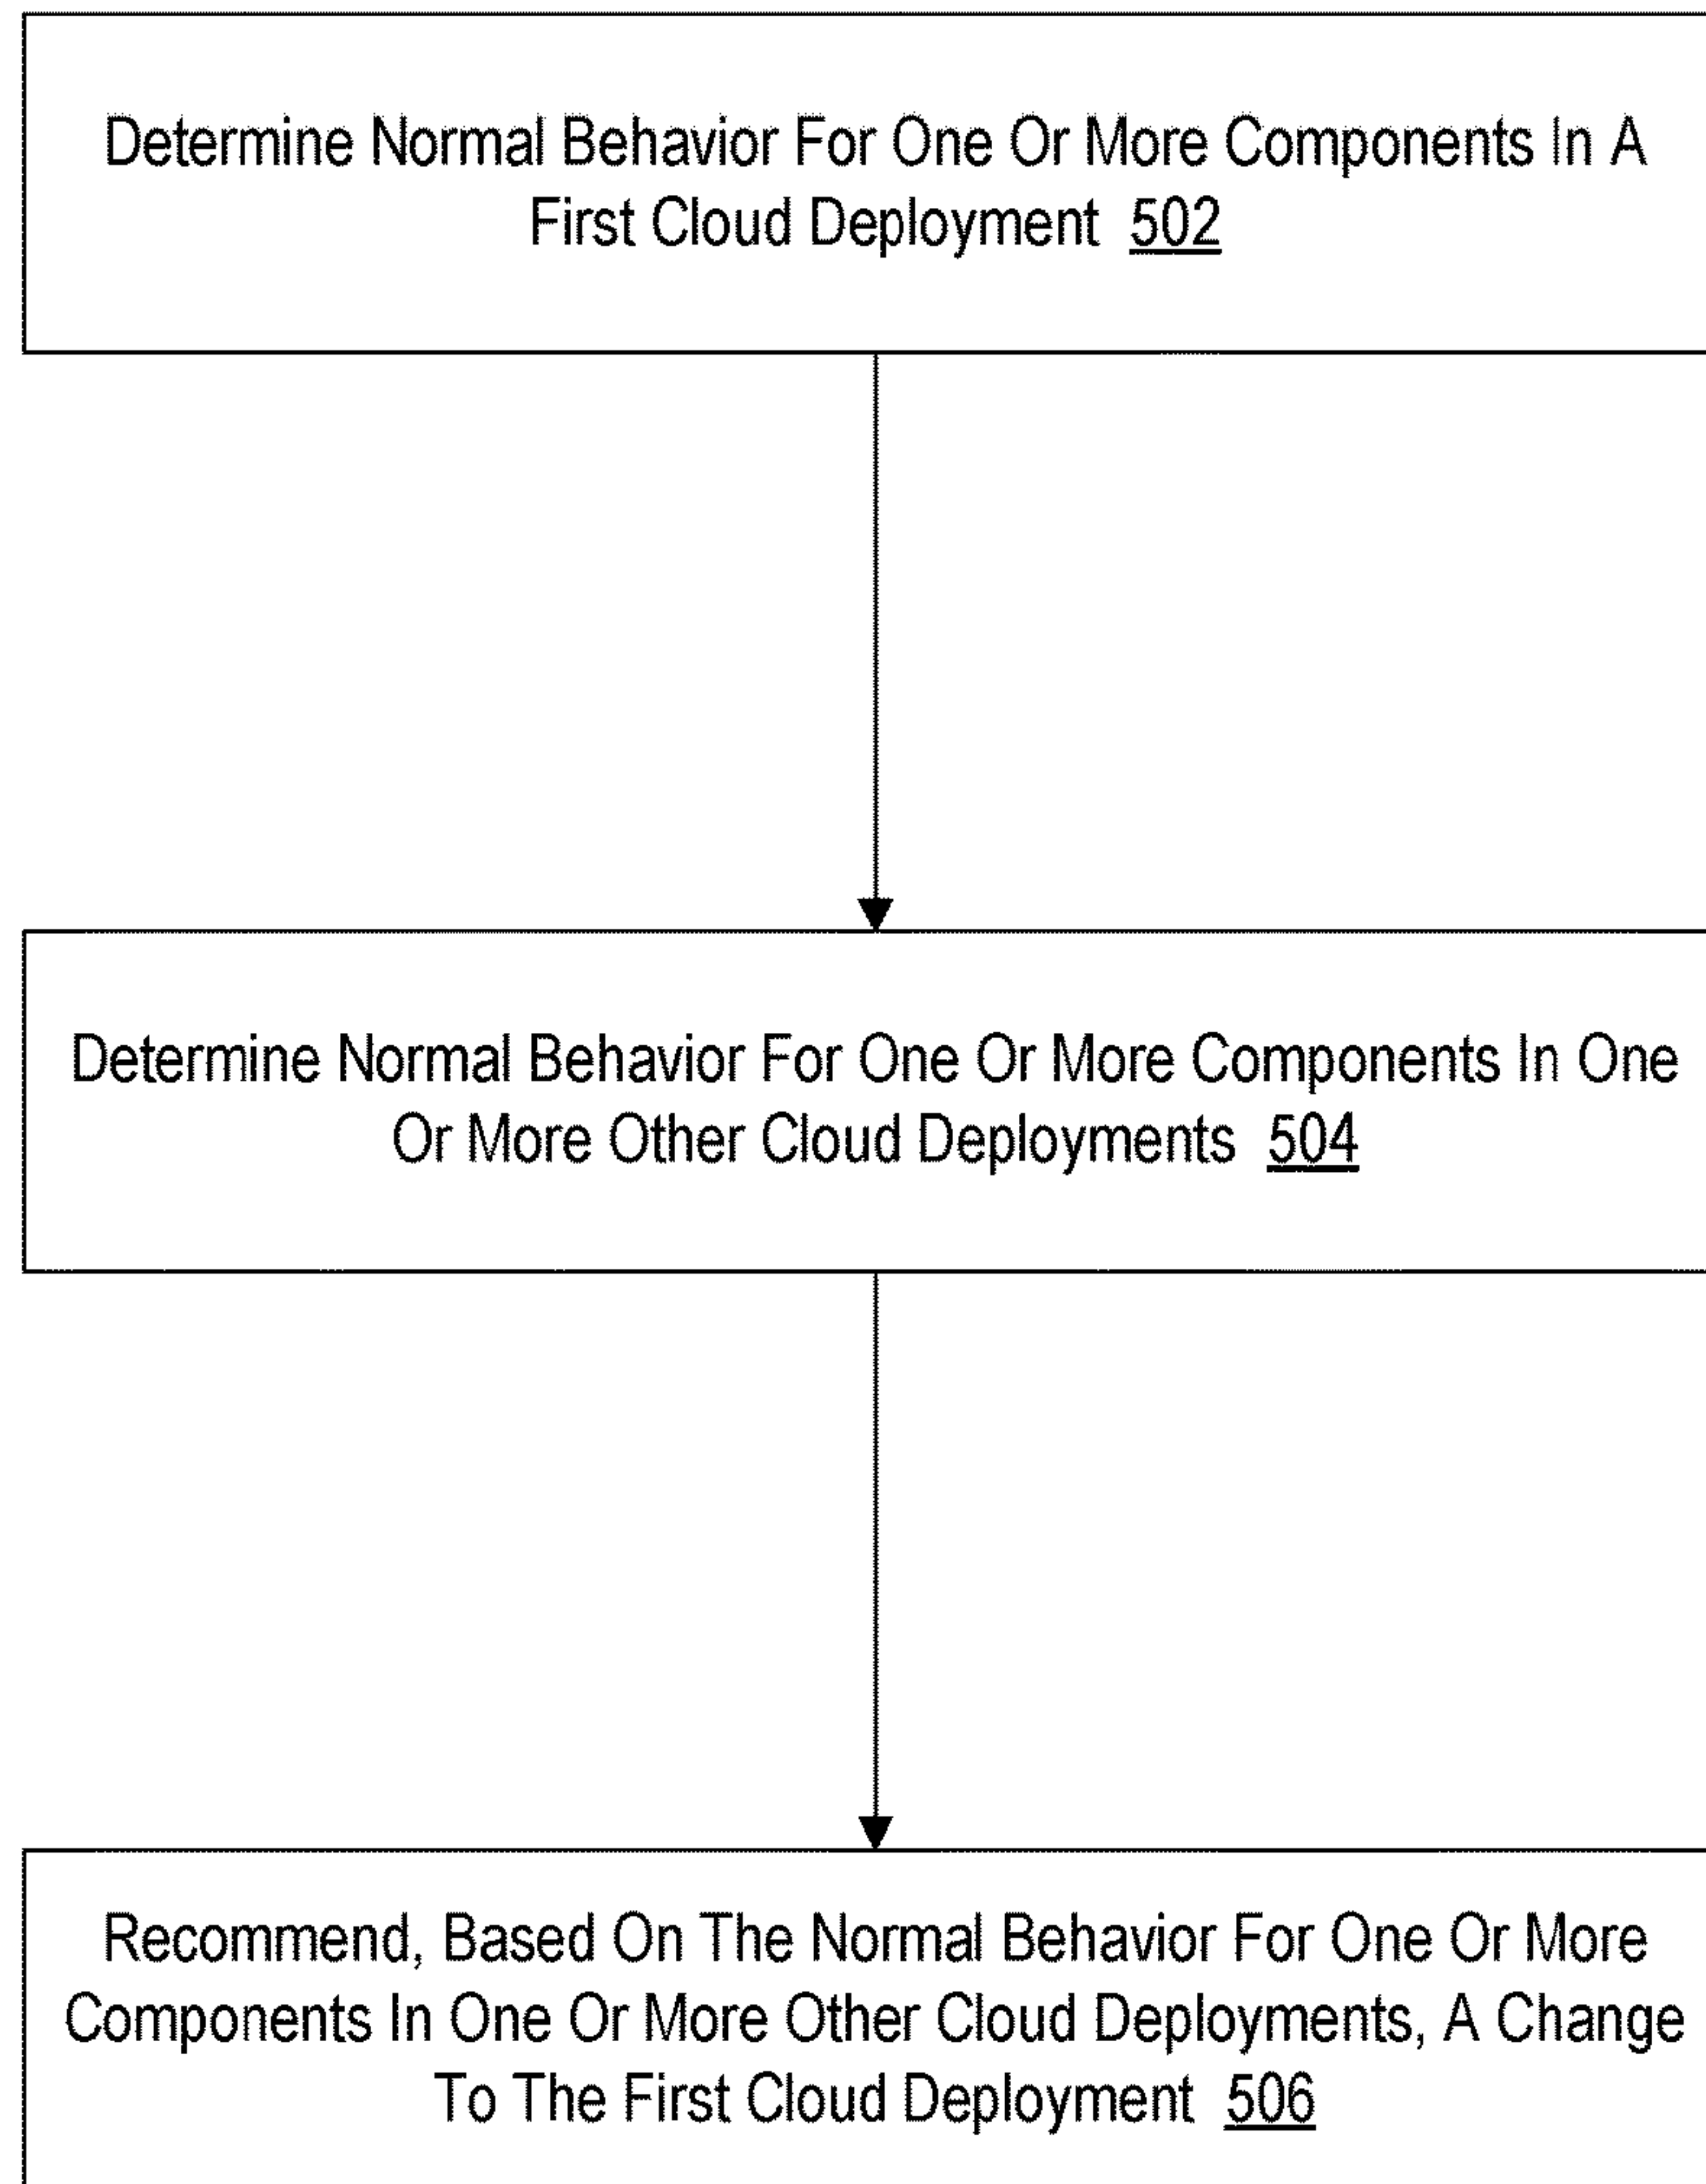 Determine Normal Behavior For One Or More Components In A
First Cloud Deployment 502
Determine Normal Behavior For One Or More Components In One
Or More Other Cloud Deployments 504
Recommend, Based On The Normal Behavior For One Or More
Components In One Or More Other Cloud Deployments, A Change
To The First Cloud Deployment 506